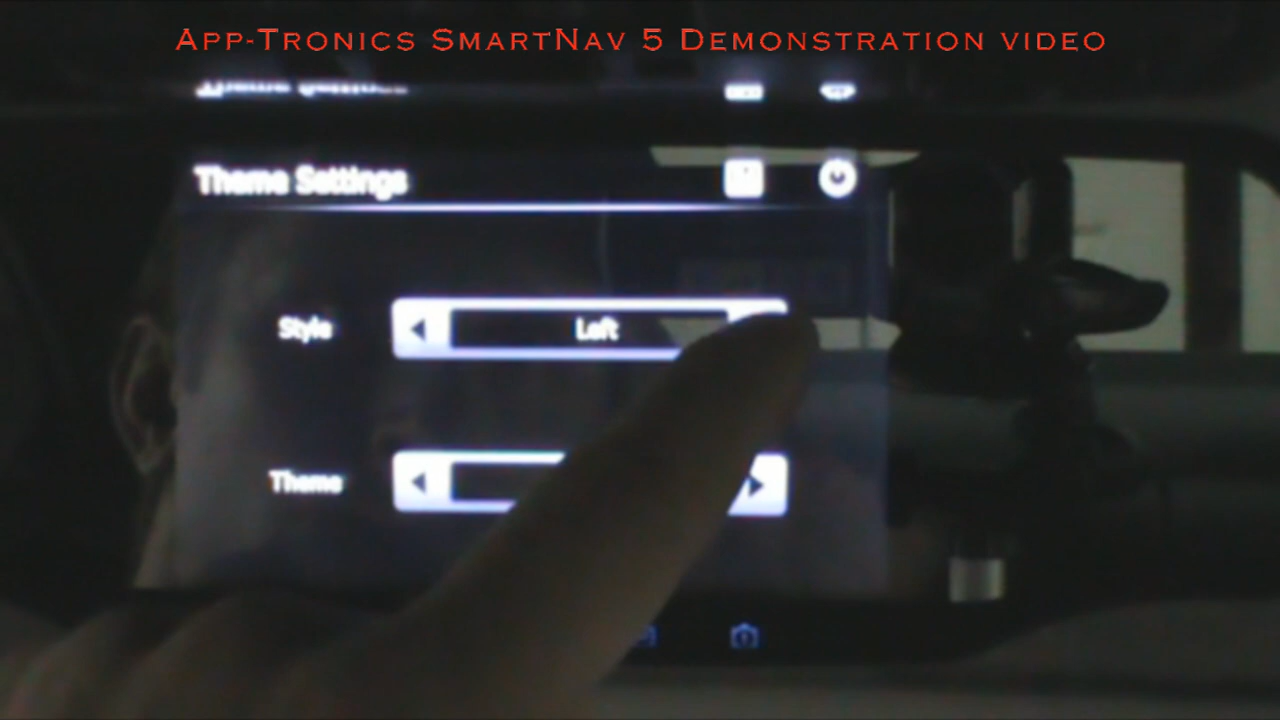 App-Tronics SmartNav 5 Demonstration video
Theme Settings
Style
Left
Theme